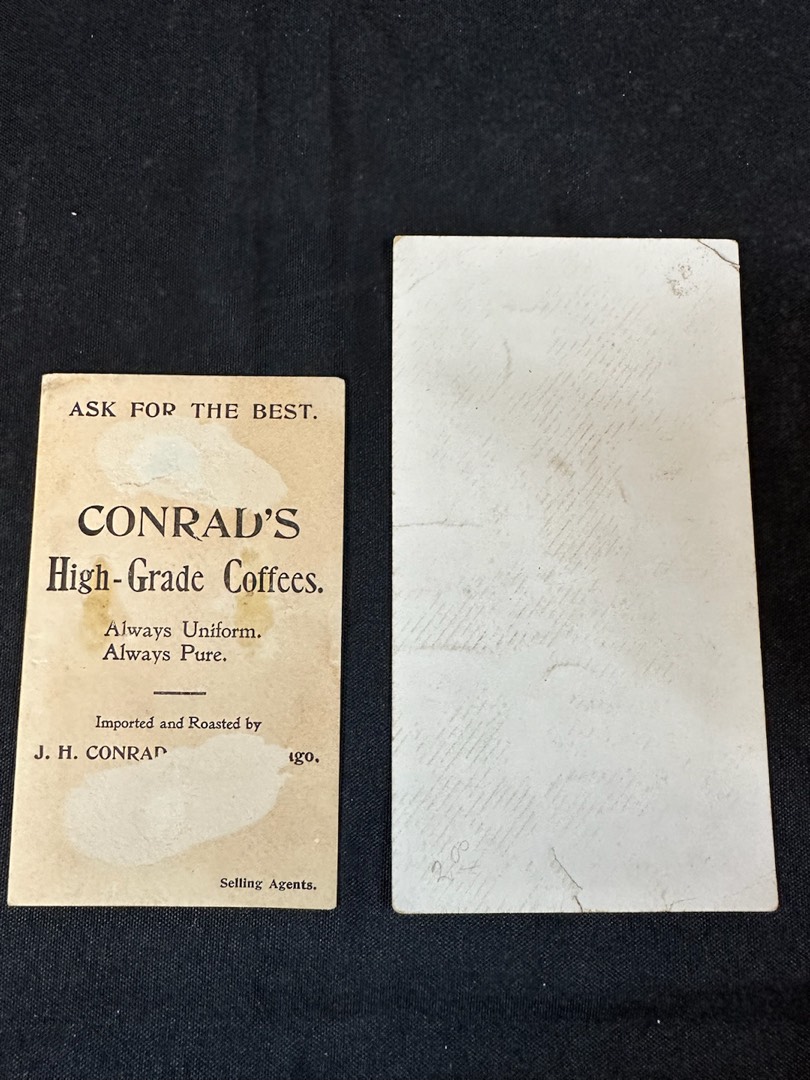 ASK FOR THE BEST.
CONRAD'S
High-Grade Coffees.
Always Uniform.
Always Pure.
Imported and Roasted by
J. H. CONRAD
Selling Agents.